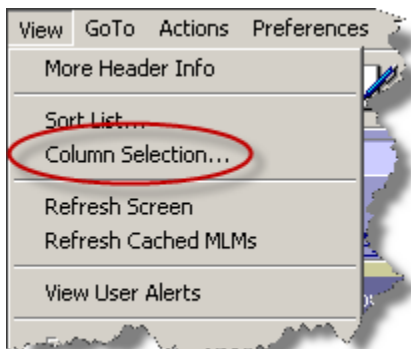 View GoTo Actions Preferences
More Header Info
Sort List...
Column Selection...
Refresh Screen
Refresh Cached MLMs
View User Alerts